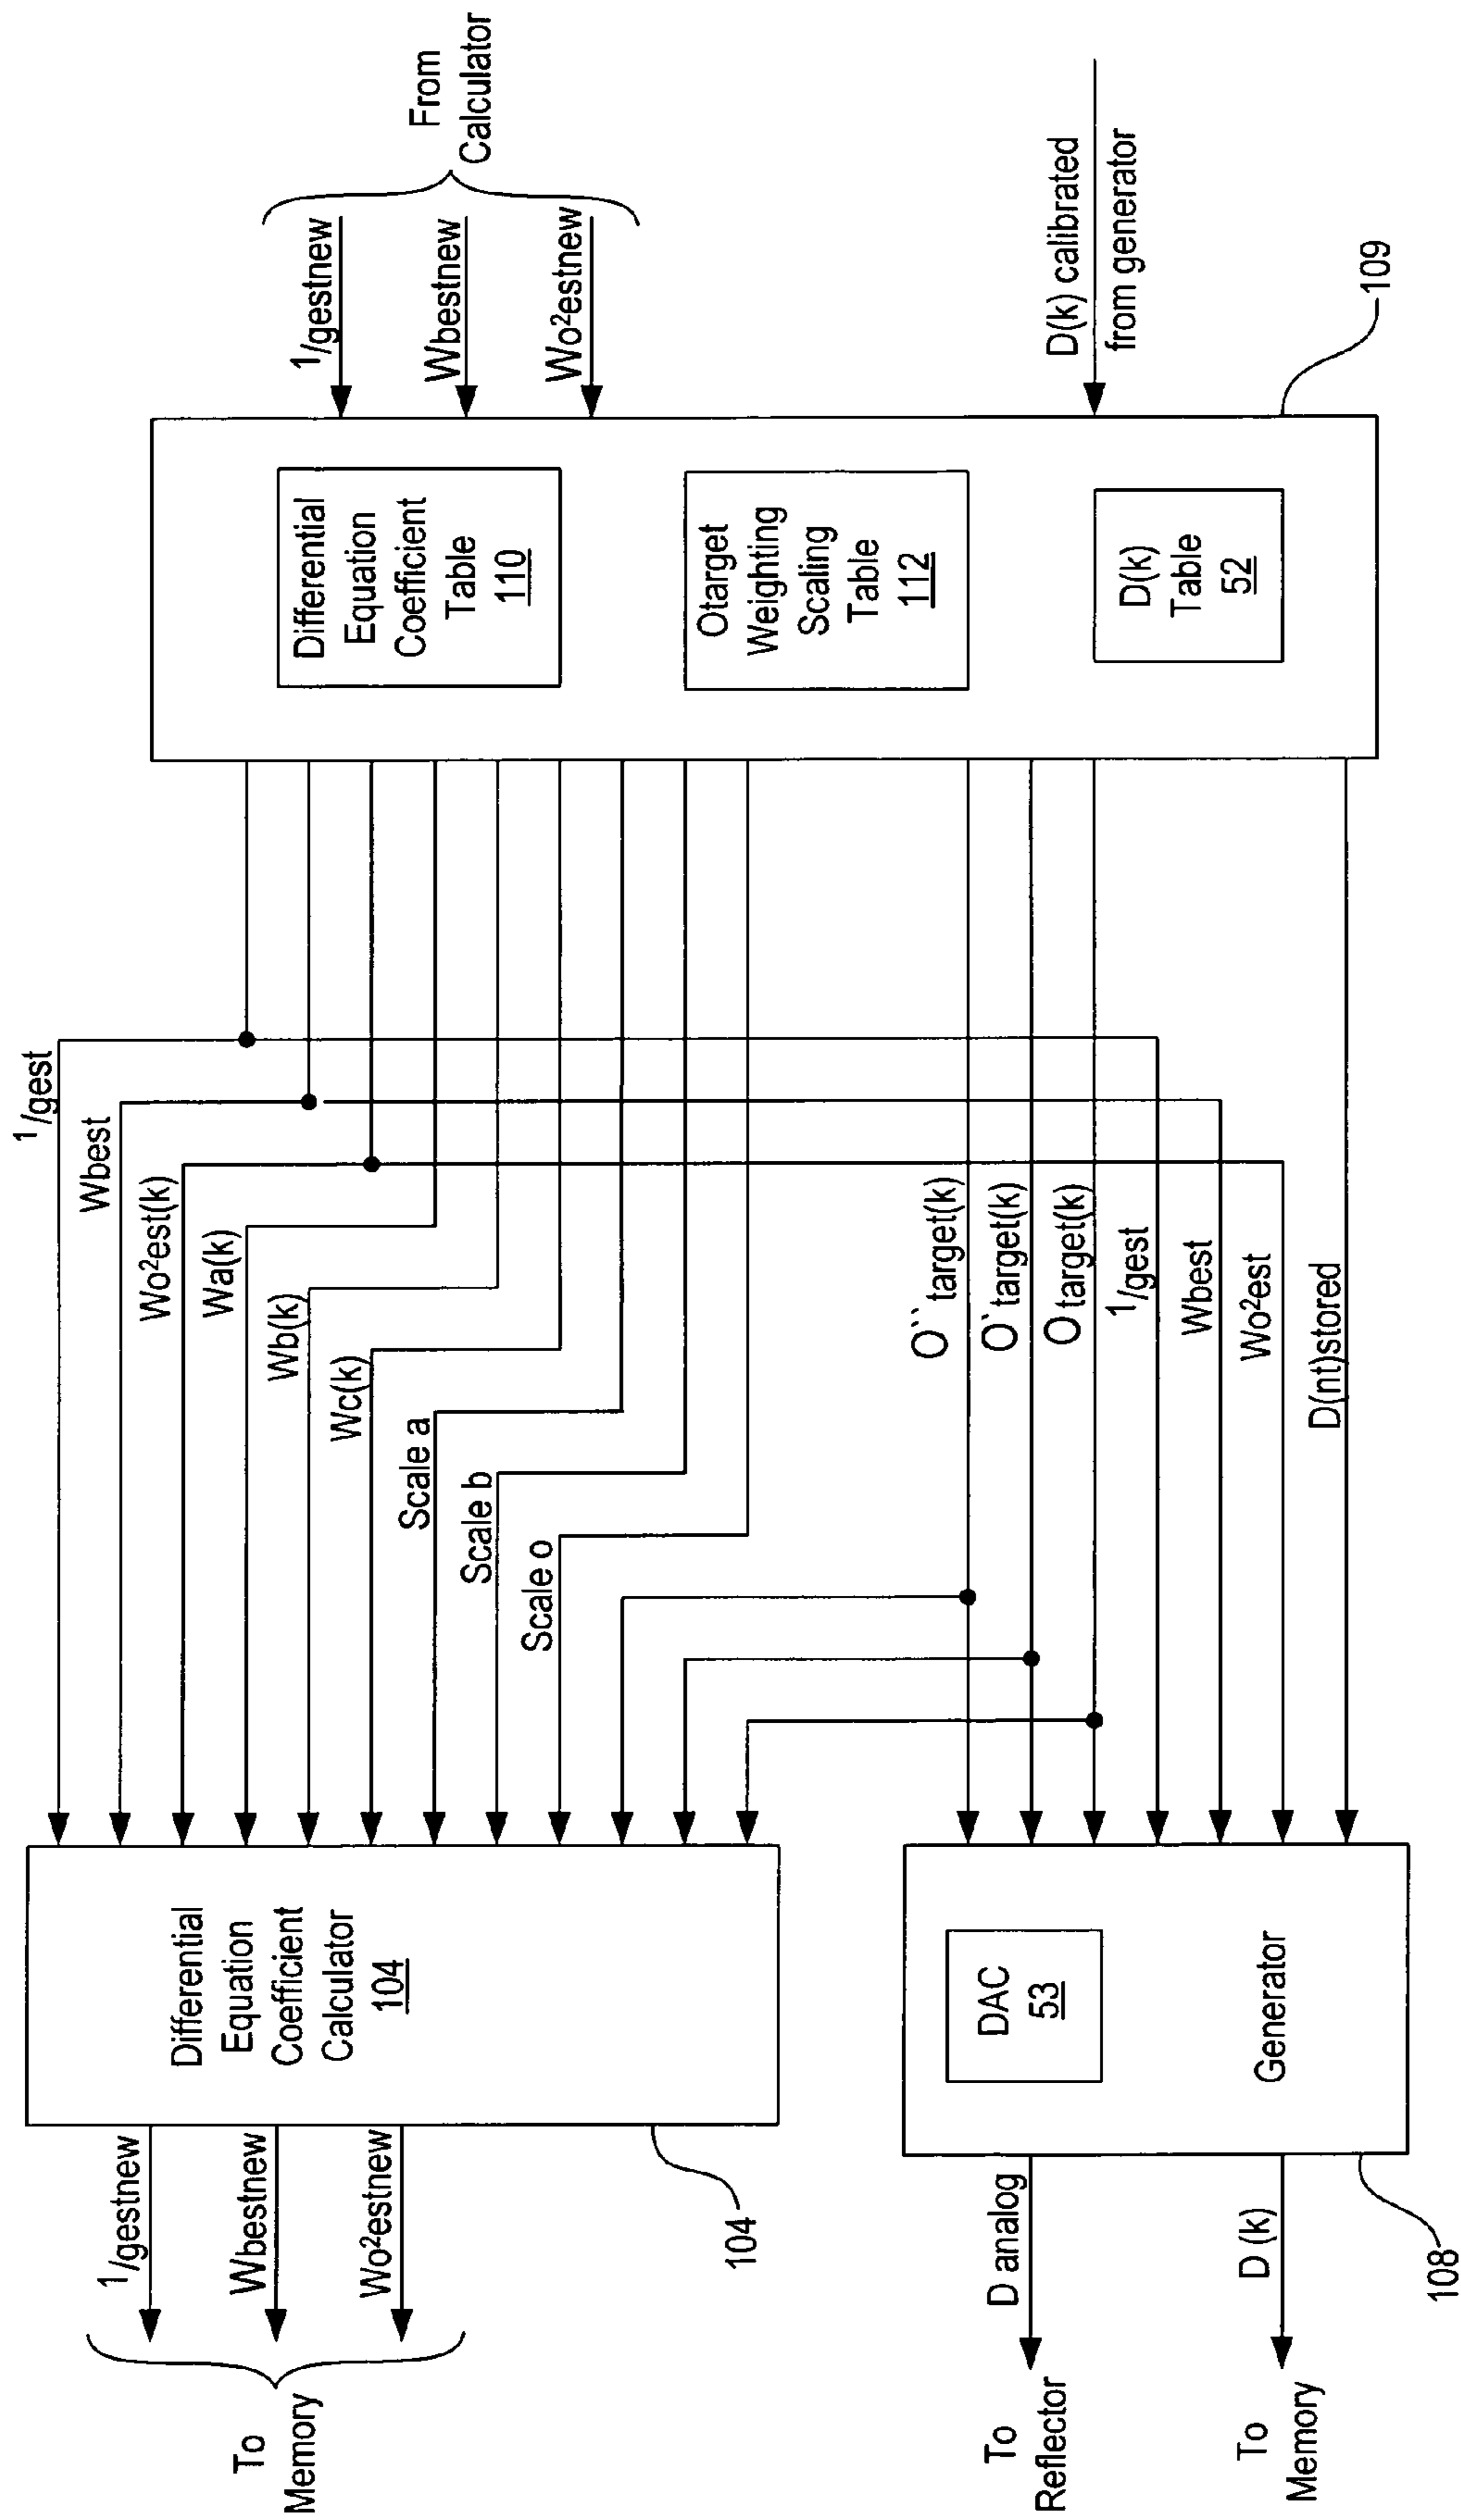 To
Memory
1/gestnew
Wbestnew
Wo²estnew
104
Differential
Equation
Coefficient
Calculator
104
1/gest
Wbest
Wo²est(k)
Wa(k)
Wb(k)
Wc(k)
Scale a
Scale b
Scale o
Differential
Equation
Coefficient
Table
110
Otarget
Weighting
Scaling
Table
112
D(k)
Table
52
1/gestnew
Wbestnew
Wo²estnew
From
Calculator
D(k) calibrated
from generator
109
To
Reflector
D analog
To
Memory
D (k)
108
DAC
53
Generator
O`` target(k)
O` target(k)
O target(k)
1/gest
Wbest
Wo²est
D(nt)stored